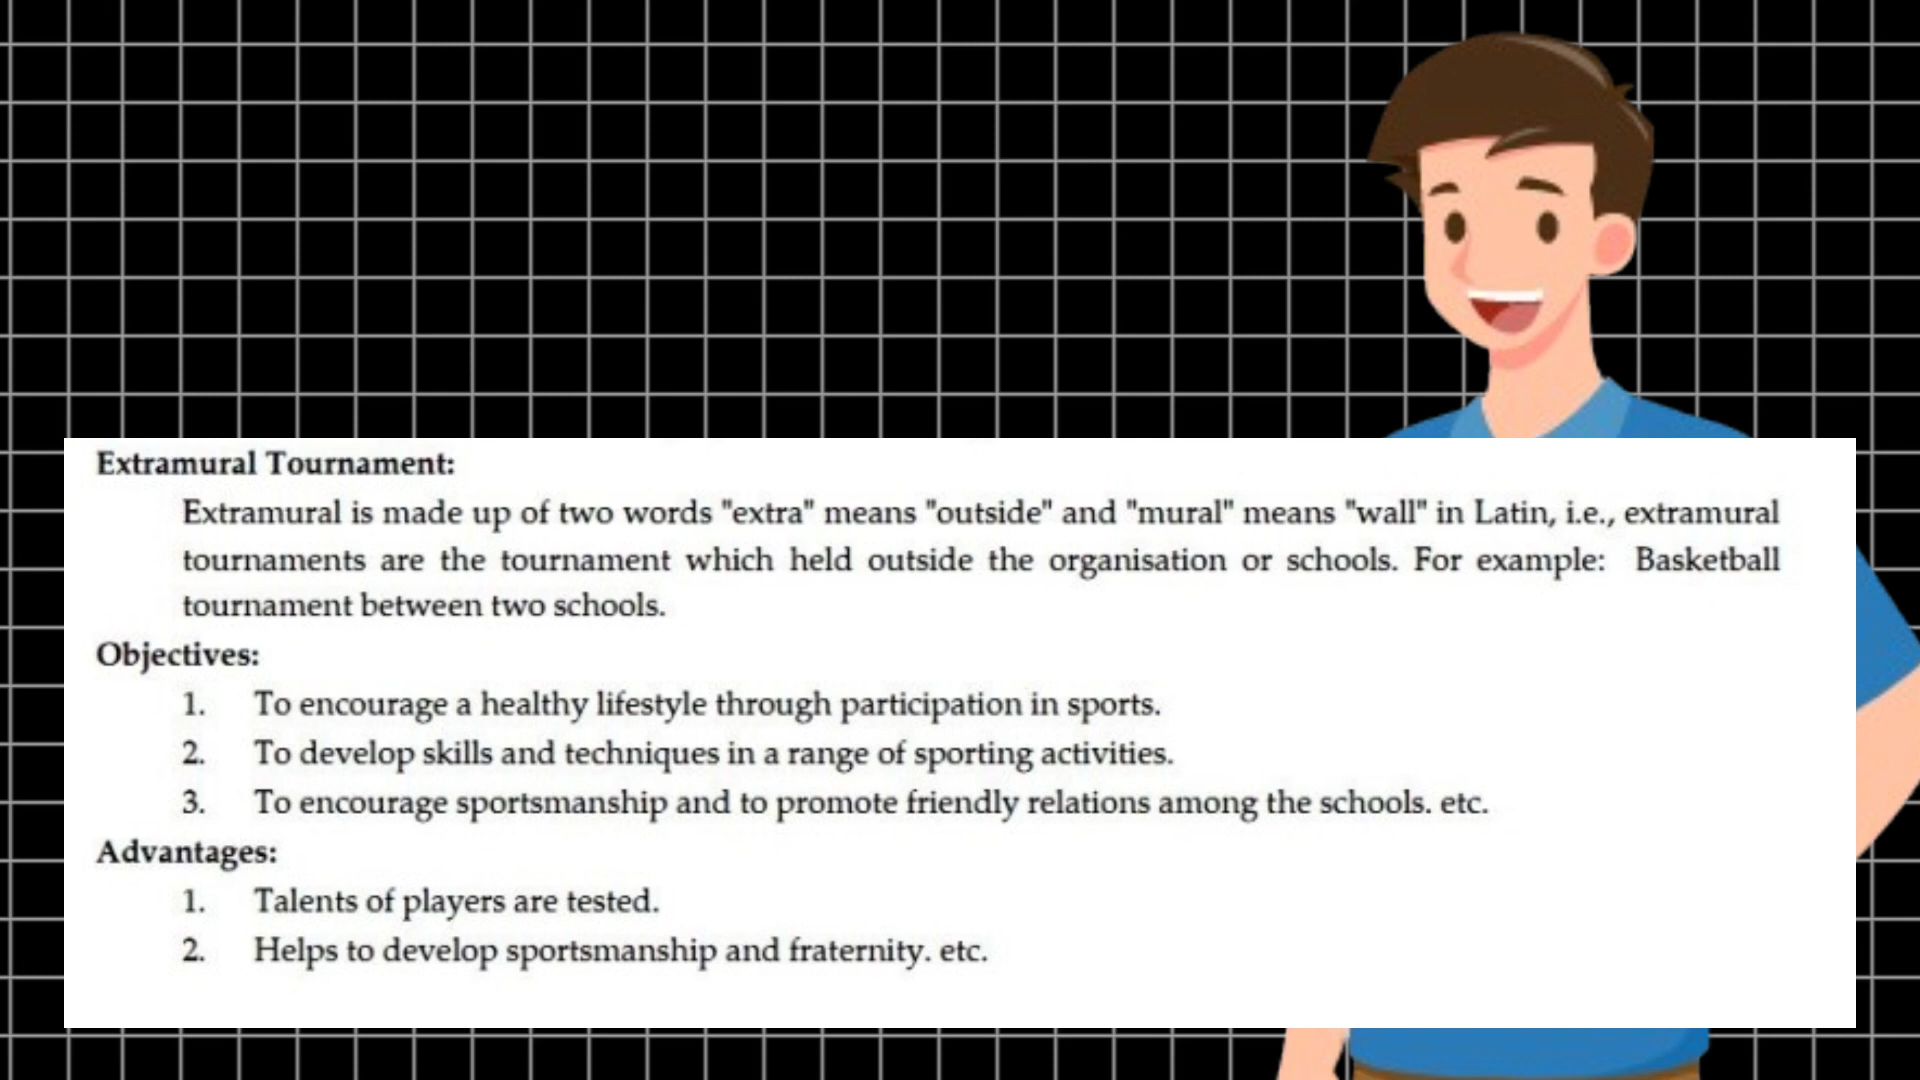 Extramural Tournament:
Extramural is made up of two words "extra" means "outside" and "mural" means "wall" in Latin, i.e., extramural
tournaments are the tournament which held outside the organisation or schools. For example: Basketball
tournament between two schools.
Objectives:
1. To encourage a healthy lifestyle through participation in sports.
2. To develop skills and techniques in a range of sporting activities.
3. To encourage sportsmanship and to promote friendly relations among the schools. etc.
Advantages:
1. Talents of players are tested.
2. Helps to develop sportsmanship and fraternity. etc.